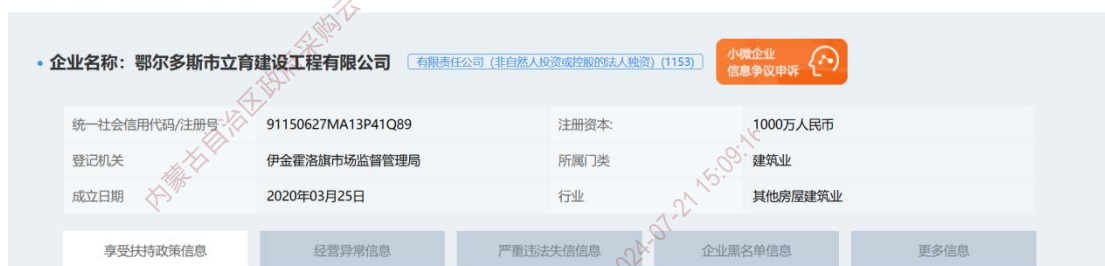 • 企业名称：鄂尔多斯市立育建设工程有限公司 有限责任公司（非自然人投资或控股的法人独资）(1153) 小微企业
信息争议申诉
统一社会信用代码/注册号 91150627MA13P41Q89 注册资本: 1000万人民币
登记机关 伊金霍洛旗市场监督管理局 所属门类 建筑业
成立日期 2020年03月25日 行业 其他房屋建筑业
享受扶持政策信息 经营异常信息 严重违法失信信息 企业黑名单信息 更多信息
内蒙古自治区政府采购云
2024-07-21 15:09:16